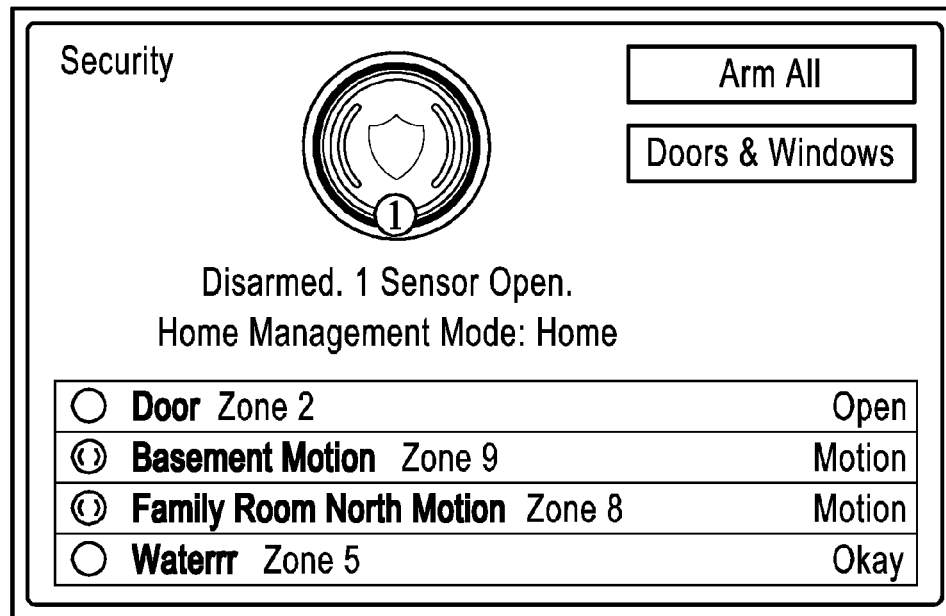 Security
Arm All
Doors & Windows
1
Disarmed. 1 Sensor Open.
Home Management Mode: Home
Door Zone 2 Open
Basement Motion Zone 9 Motion
Family Room North Motion Zone 8 Motion
Waterrr Zone 5 Okay